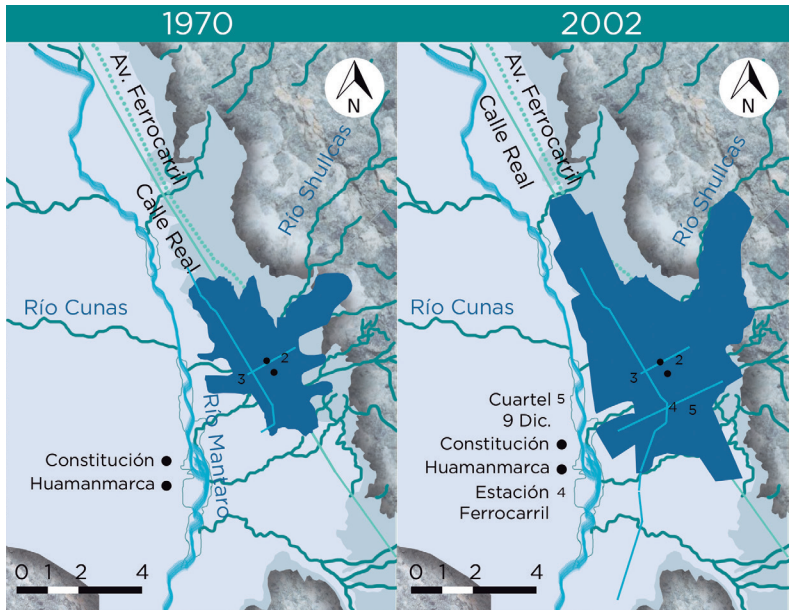 1970
Av. Ferrocarril
Calle Real
N
Río Shullcas
Río Cunas
2
3
Río Mantaro
Constitución
Huamanmarca
0 1 2 4
2002
Av. Ferrocarril
Calle Real
N
Río Shullcas
Río Cunas
2
3
4
5
Cuartel 5
9 Dic.
Constitución
Huamanmarca
Estación 4
Ferrocarril
0 1 2 4